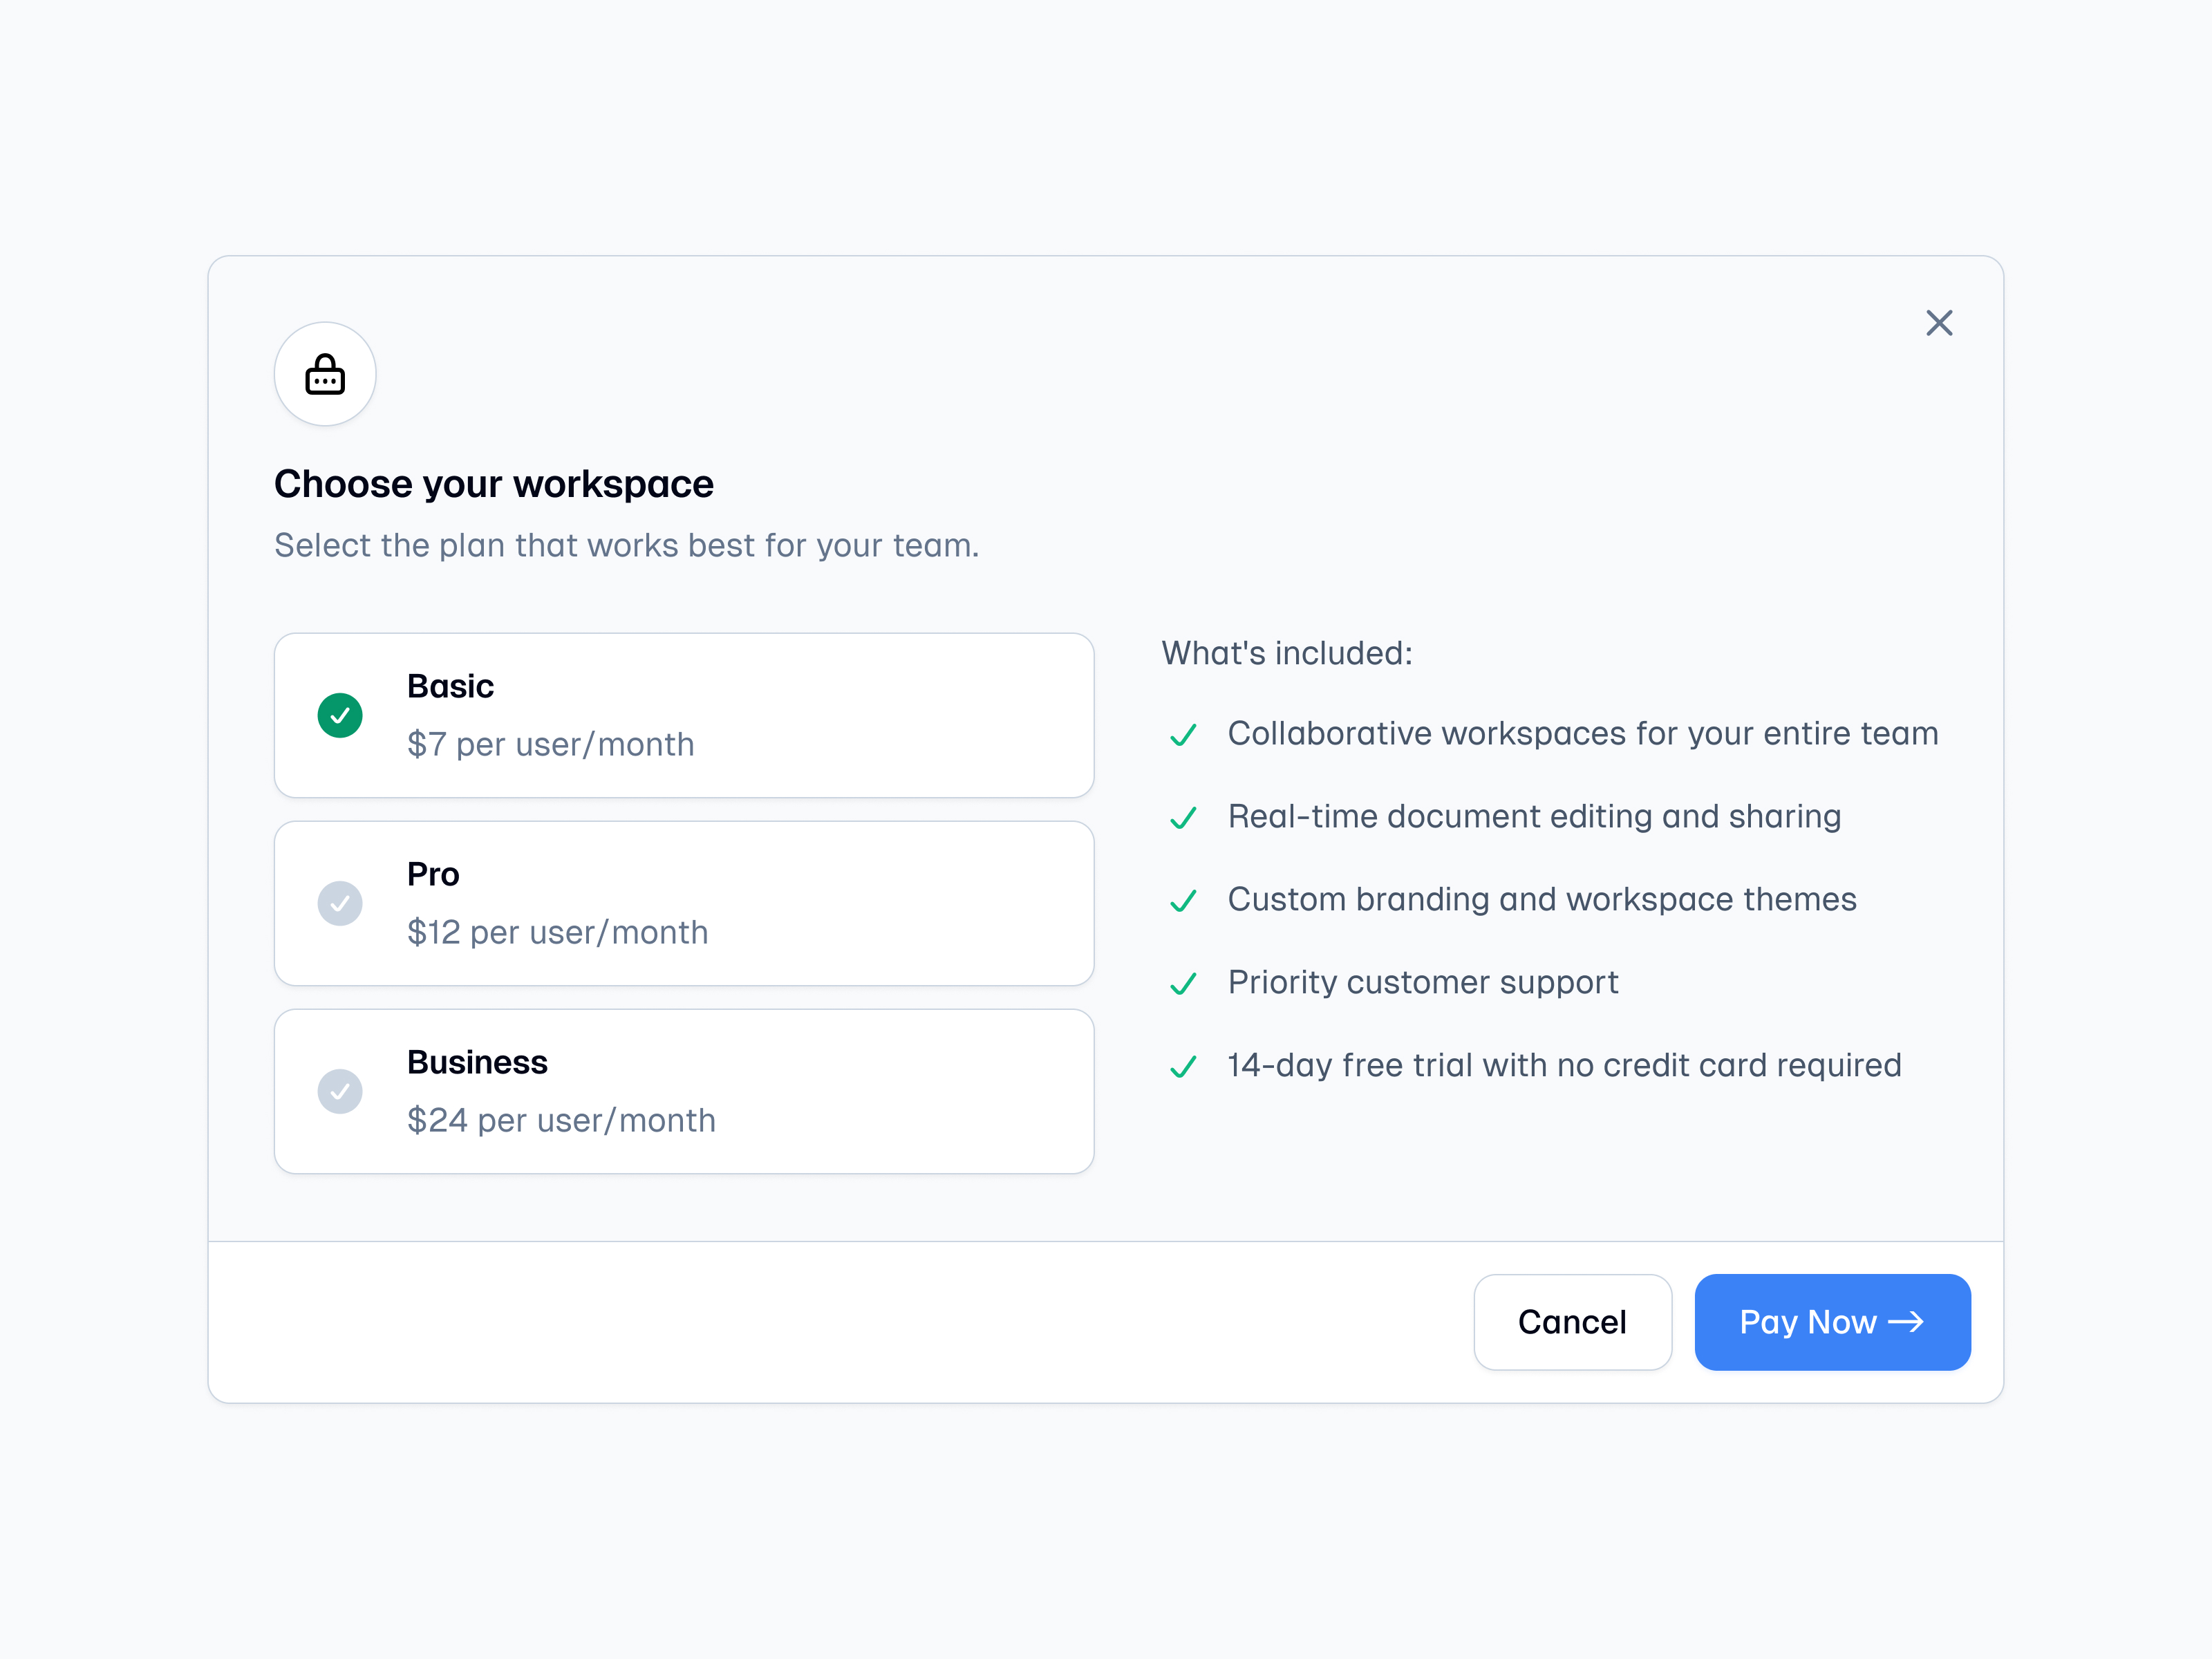 Choose your workspace
Select the plan that works best for your team.
Basic
$7 per user/month
Pro
$12 per user/month
Business
$24 per user/month
What's included:
Collaborative workspaces for your entire team
Real-time document editing and sharing
Custom branding and workspace themes
Priority customer support
14-day free trial with no credit card required
Cancel
Pay Now →